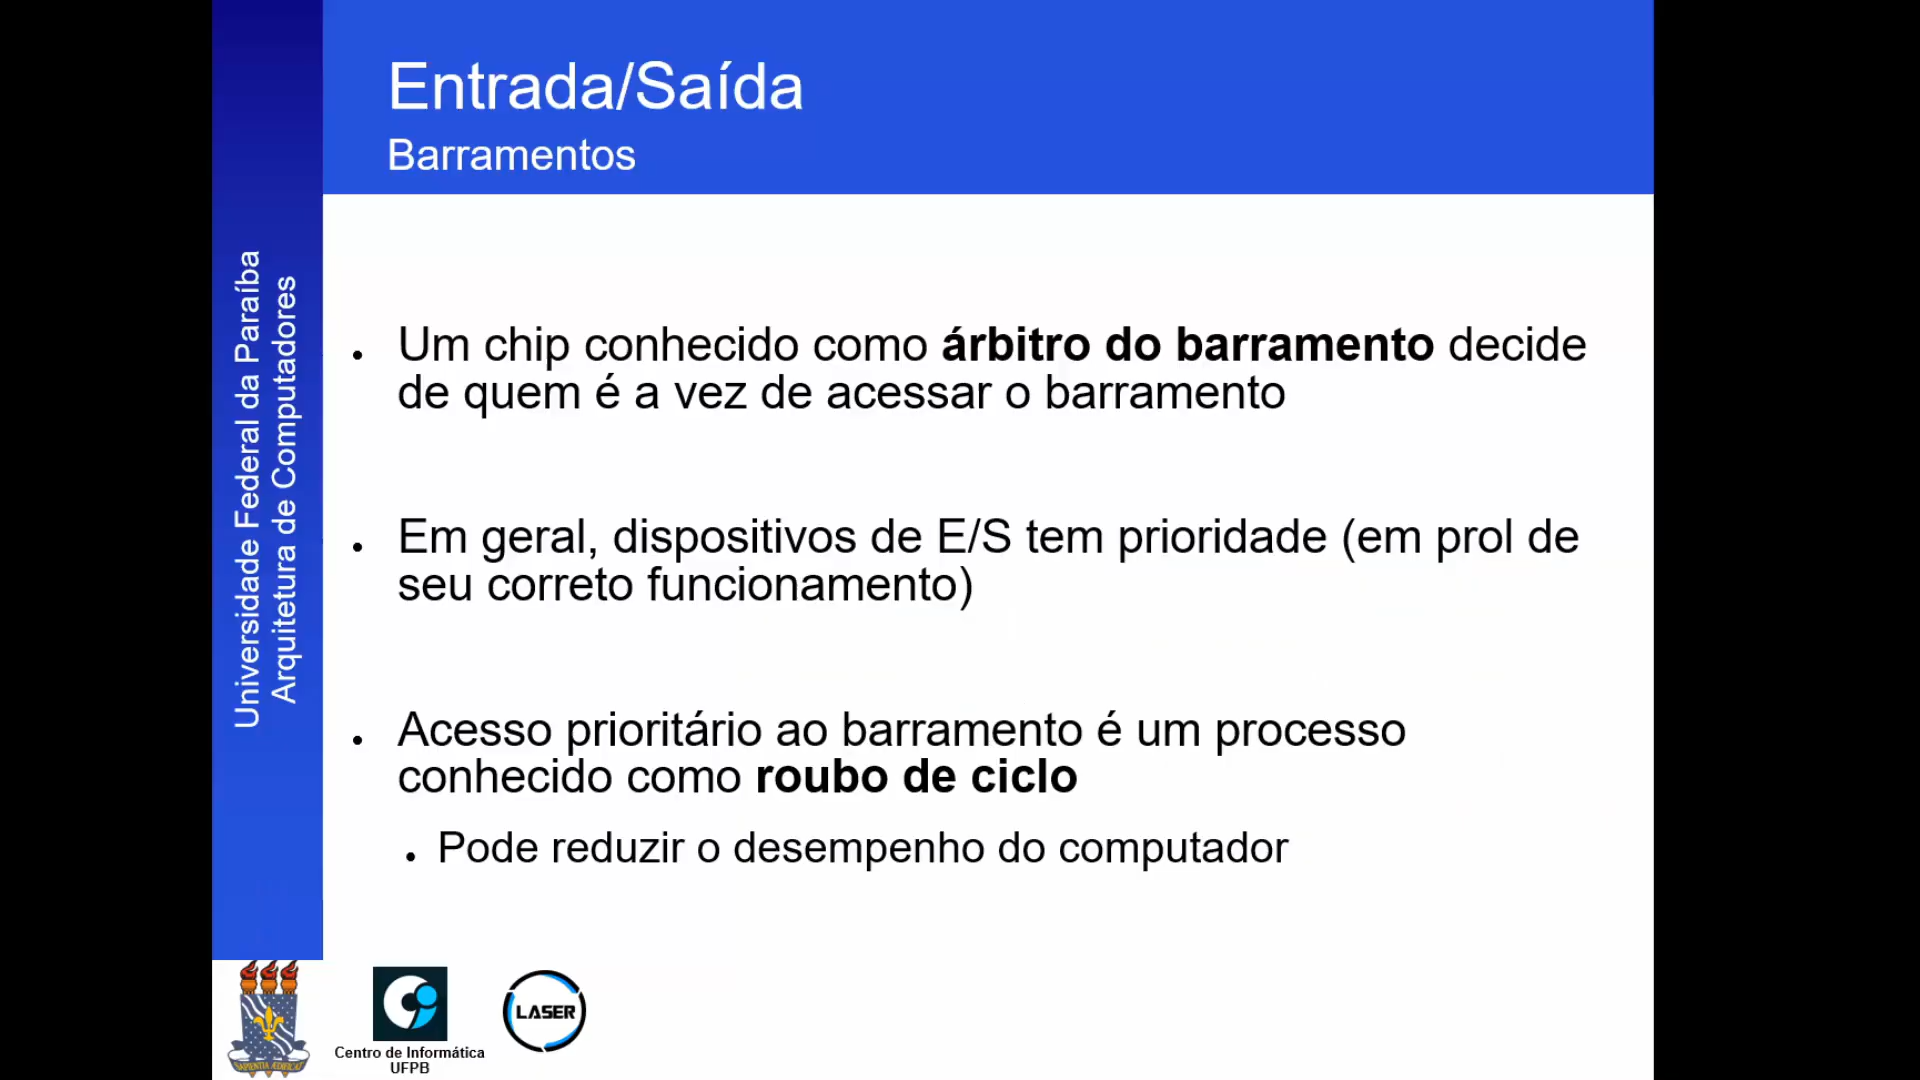 Entrada/Saída
Barramentos
Universidade Federal da Paraíba
Arquitetura de Computadores
• Um chip conhecido como árbitro do barramento decide
de quem é a vez de acessar o barramento
• Em geral, dispositivos de E/S tem prioridade (em prol de
seu correto funcionamento)
• Acesso prioritário ao barramento é um processo
conhecido como roubo de ciclo
• Pode reduzir o desempenho do computador
SAPIENTIA ÆDIFICAT
Centro de Informática
UFPB
LASER